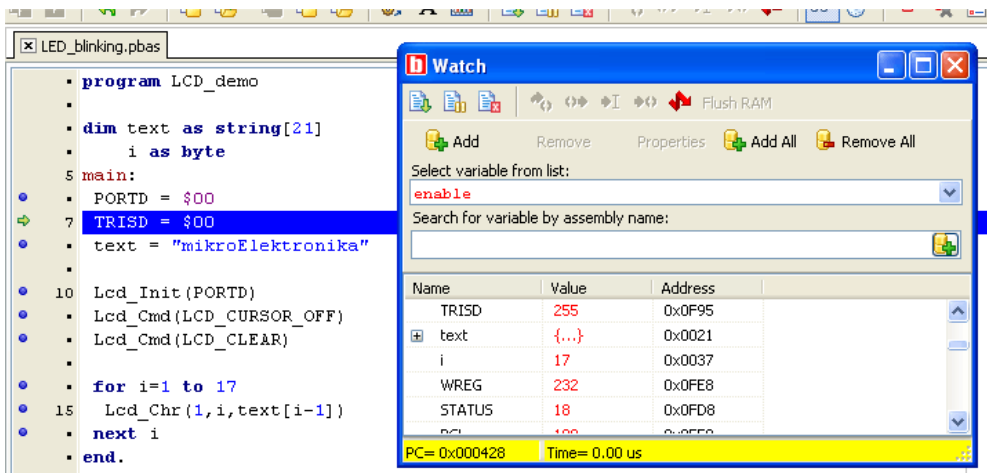 LED_blinking.pbas
program LCD_demo
dim text as string[21]
i as byte
5 main:
PORTD = $00
7 TRISD = $00
text = "mikroElektronika"
10 Lcd_Init(PORTD)
Lcd_Cmd(LCD_CURSOR_OFF)
Lcd_Cmd(LCD_CLEAR)
for i=1 to 17
15 Lcd_Chr(1,i,text[i-1])
next i
end.
Watch
Flush RAM
Add Remove Properties Add All Remove All
Select variable from list:
enable
Search for variable by assembly name:
Name Value Address
TRISD 255 0x0F95
text {...} 0x0021
i 17 0x0037
WREG 232 0x0FE8
STATUS 18 0x0FD8
PC= 0x000428 Time= 0.00 us